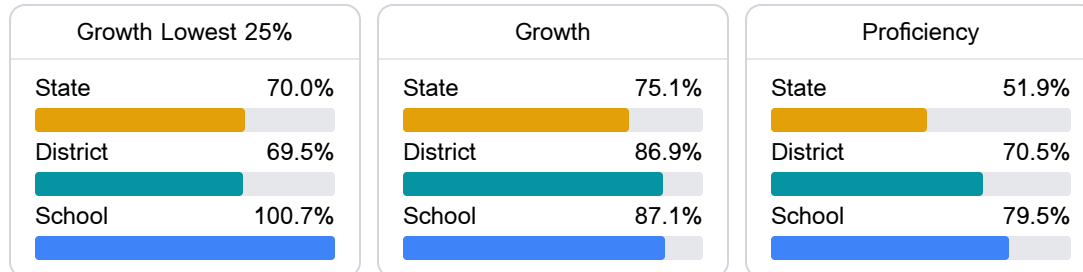 Growth Lowest 25%
State 70.0%
District 69.5%
School 100.7%
Growth
State 75.1%
District 86.9%
School 87.1%
Proficiency
State 51.9%
District 70.5%
School 79.5%